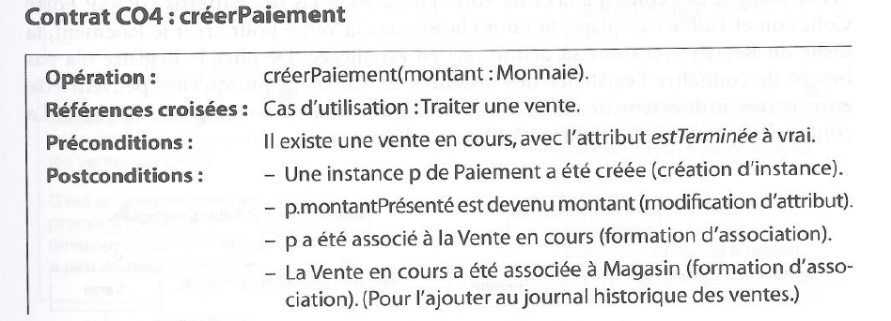 Contrat CO4 : créerPaiement
Opération : créerPaiement(montant : Monnaie).
Références croisées : Cas d'utilisation : Traiter une vente.
Préconditions : Il existe une vente en cours, avec l'attribut estTerminée à vrai.
Postconditions : – Une instance p de Paiement a été créée (création d'instance).
– p.montantPrésenté est devenu montant (modification d'attribut).
– p a été associé à la Vente en cours (formation d'association).
– La Vente en cours a été associée à Magasin (formation d'asso-
ciation). (Pour l'ajouter au journal historique des ventes.)